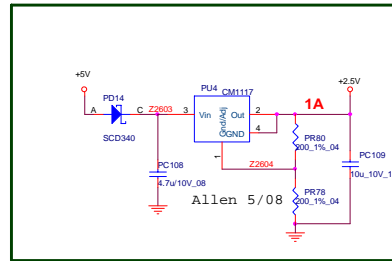 +5V
+2.5V
PD14
A
C
SCD340
Z2603
PU4
CM1117
3
Vin
Out
2
Gnd/Adj
GND
4
1
1A
PR80
200_1%_04
Z2604
PC108
4.7u/10V_08
PR78
200_1%_04
PC109
10u_10V_1
Allen 5/08